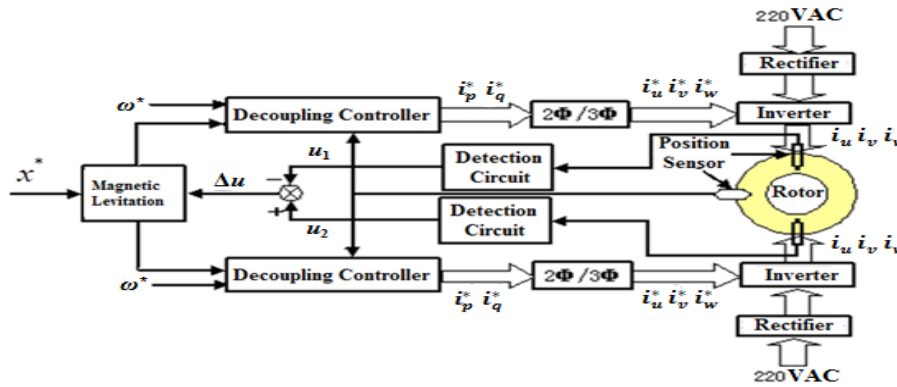 220VAC
Rectifier
ω*
Decoupling Controller
i*p i*q
2Φ/3Φ
i*u i*v i*w
Inverter
iu iv i
Position
Sensor
u1
Detection
Circuit
x*
Magnetic
Levitation
Δu
−
+
Rotor
u2
Detection
Circuit
iu iv i
ω*
Decoupling Controller
i*p i*q
2Φ/3Φ
i*u i*v i*w
Inverter
Rectifier
220VAC